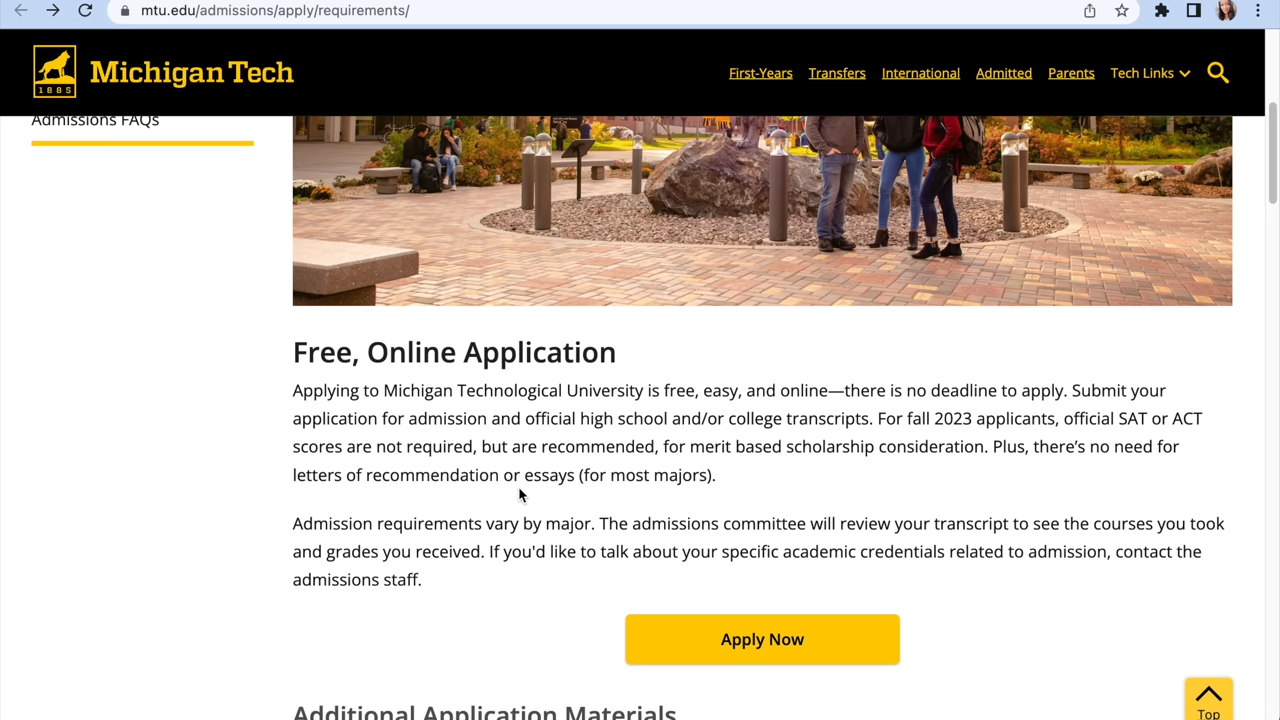 mtu.edu/admissions/apply/requirements/
1885
Michigan Tech
First-Years Transfers International Admitted Parents Tech Links
Admissions FAQs
Free, Online Application
Applying to Michigan Technological University is free, easy, and online—there is no deadline to apply. Submit your
application for admission and official high school and/or college transcripts. For fall 2023 applicants, official SAT or ACT
scores are not required, but are recommended, for merit based scholarship consideration. Plus, there’s no need for
letters of recommendation or essays (for most majors).
Admission requirements vary by major. The admissions committee will review your transcript to see the courses you took
and grades you received. If you'd like to talk about your specific academic credentials related to admission, contact the
admissions staff.
Apply Now
Additional Application Materials
Top